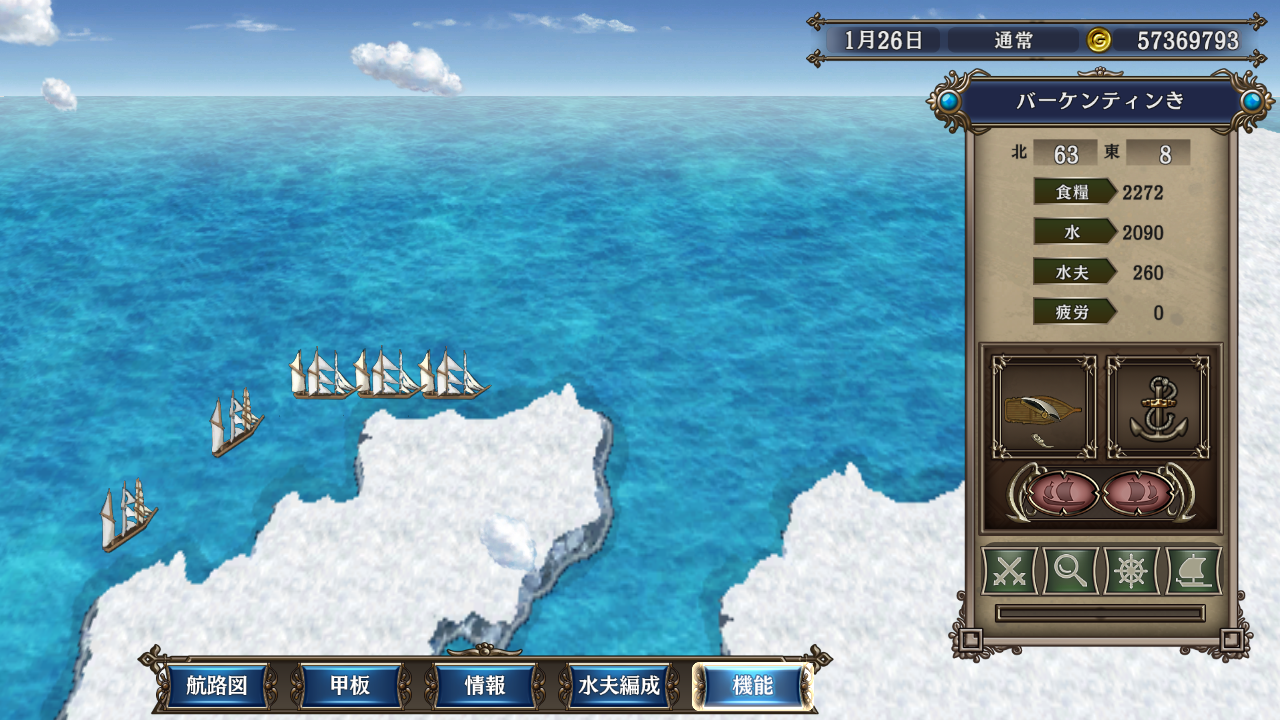 1月26日 通常 G 57369793
バーケンティンき
北 63 東 8
食糧 2272
水 2090
水夫 260
疲労 0
航路図 甲板 情報 水夫編成 機能